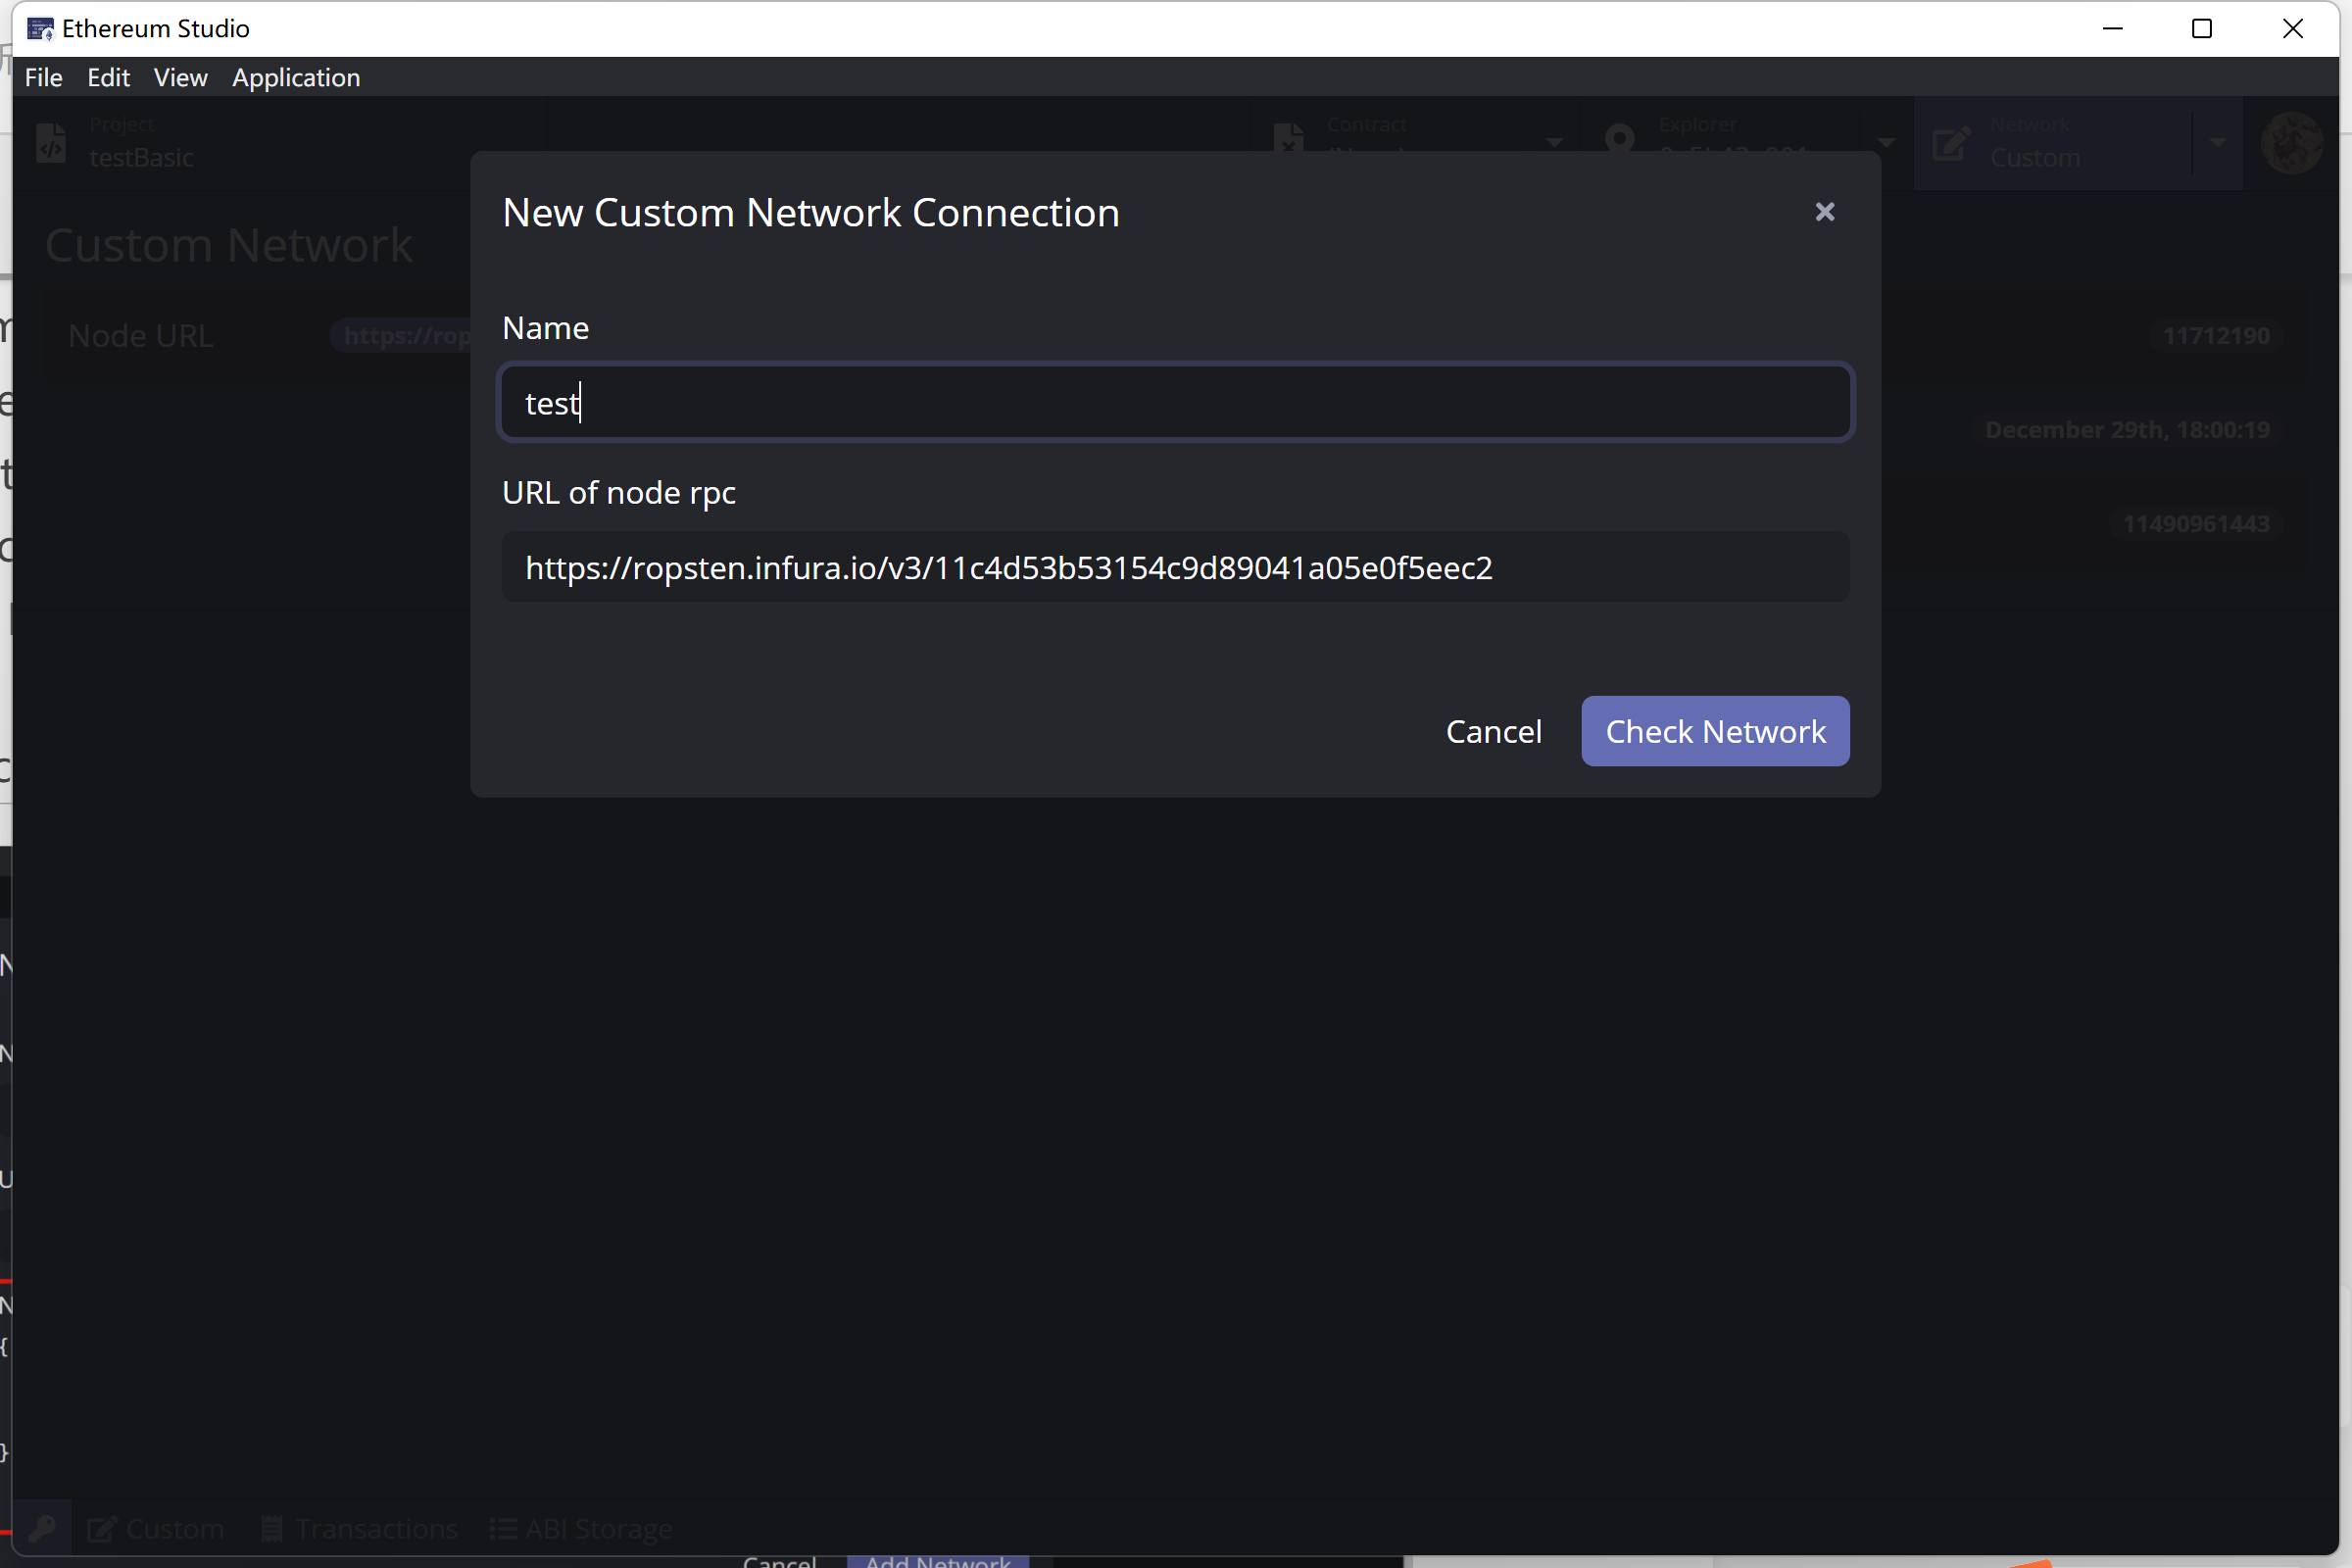 Ethereum Studio
File Edit View Application
Project
testBasic
Contract
Explorer
Network
Custom
New Custom Network Connection
Custom Network
Name
Node URL
https://rop
11712190
test
December 29th, 18:00:19
URL of node rpc
11490961443
https://ropsten.infura.io/v3/11c4d53b53154c9d89041a05e0f5eec2
Cancel
Check Network
Custom
Transactions
ABI Storage
Cancel
Add Network